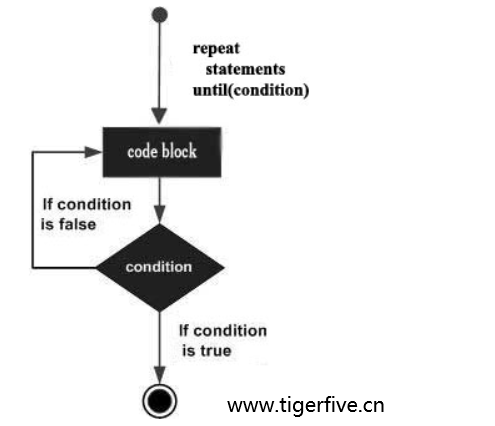 repeat
statements
until(condition)
code block
If condition
is false
condition
If condition
is true
www.tigerfive.cn